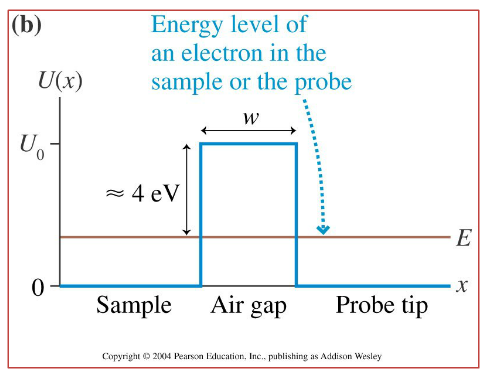 (b)
Energy level of
an electron in the
sample or the probe
U(x)
w
U₀
≈ 4 eV
E
0
x
Sample Air gap Probe tip
Copyright © 2004 Pearson Education, Inc., publishing as Addison Wesley